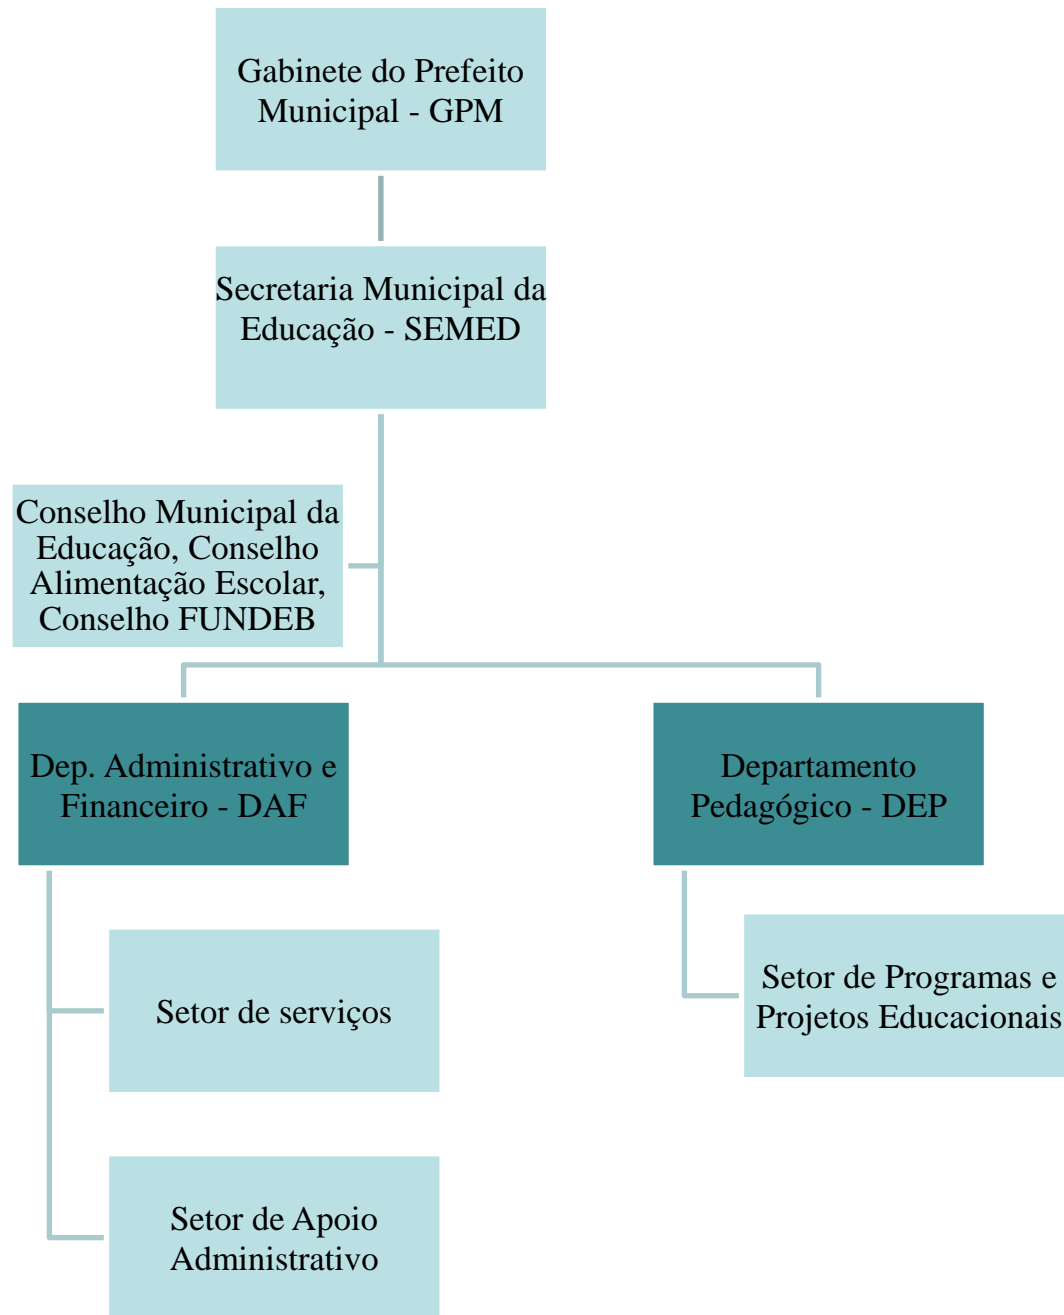 Gabinete do Prefeito
Municipal - GPM
Secretaria Municipal da
Educação - SEMED
Conselho Municipal da
Educação, Conselho
Alimentação Escolar,
Conselho FUNDEB
Dep. Administrativo e
Financeiro - DAF
Departamento
Pedagógico - DEP
Setor de serviços
Setor de Programas e
Projetos Educacionais
Setor de Apoio
Administrativo